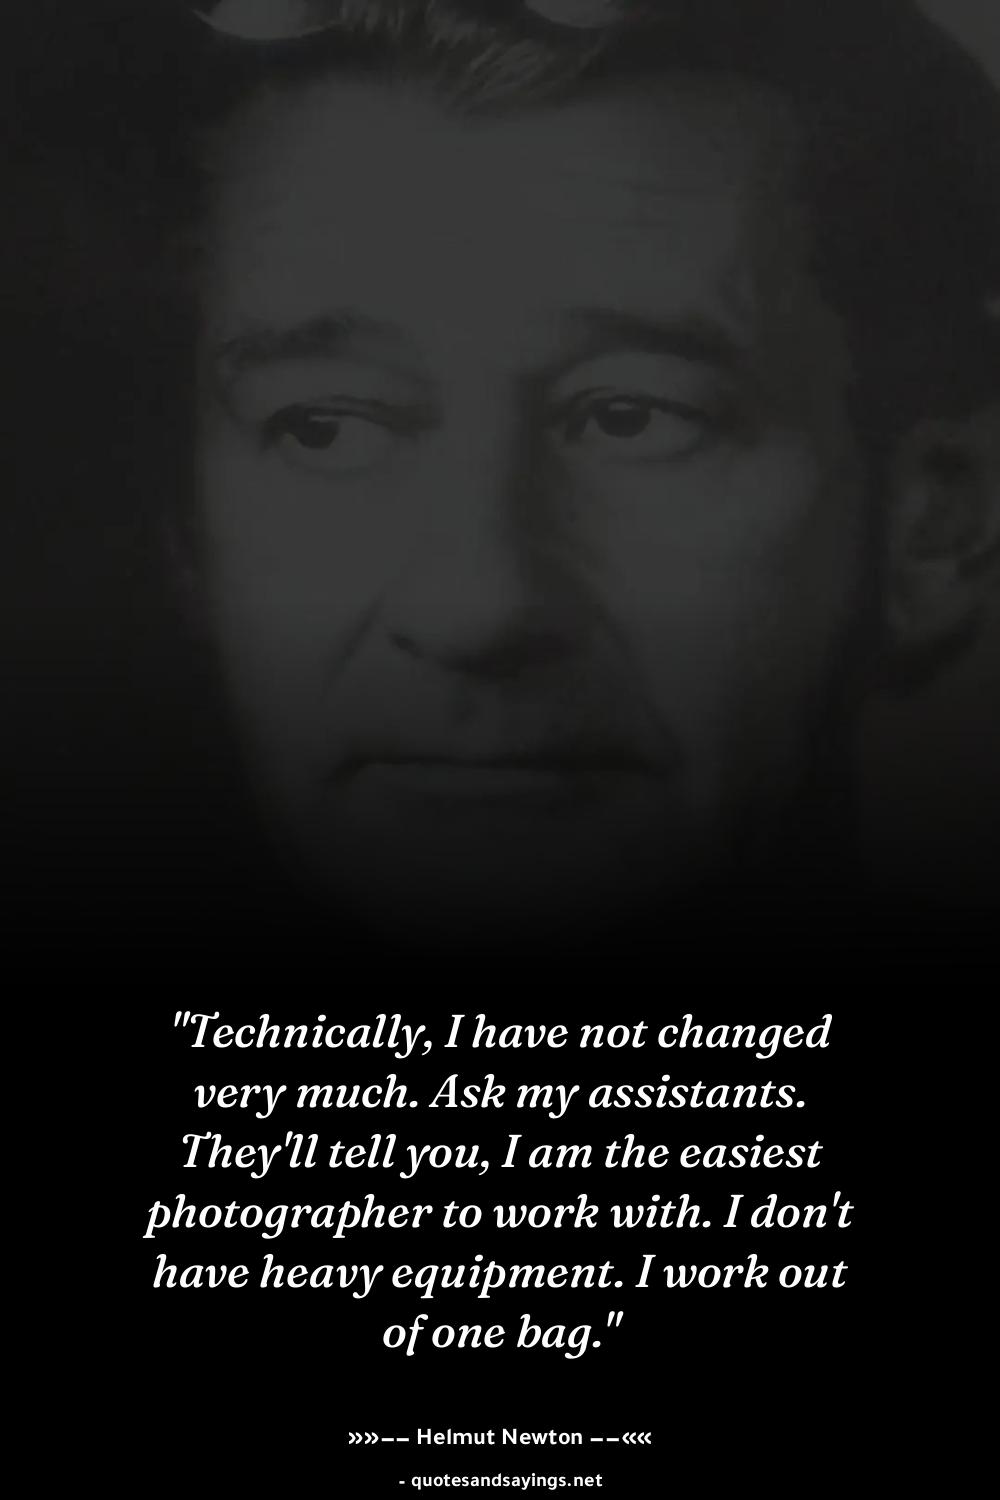 "Technically, I have not changed
very much. Ask my assistants.
They'll tell you, I am the easiest
photographer to work with. I don't
have heavy equipment. I work out
of one bag."
»»–– Helmut Newton ––««
- quotesandsayings.net